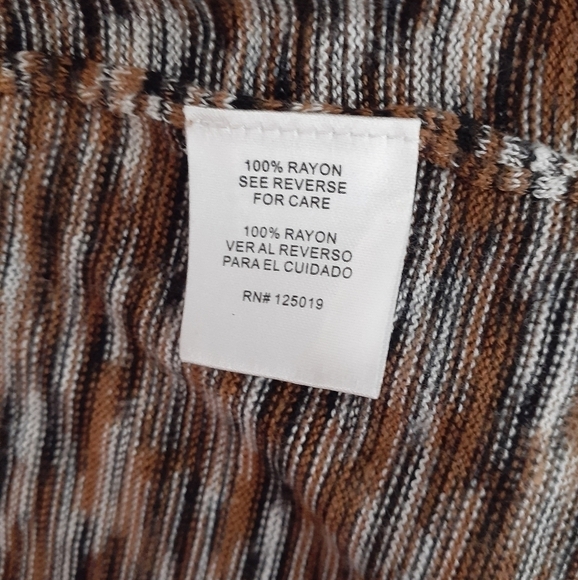 100% RAYON
SEE REVERSE
FOR CARE
100% RAYON
VER AL REVERSO
PARA EL CUIDADO
RN# 125019